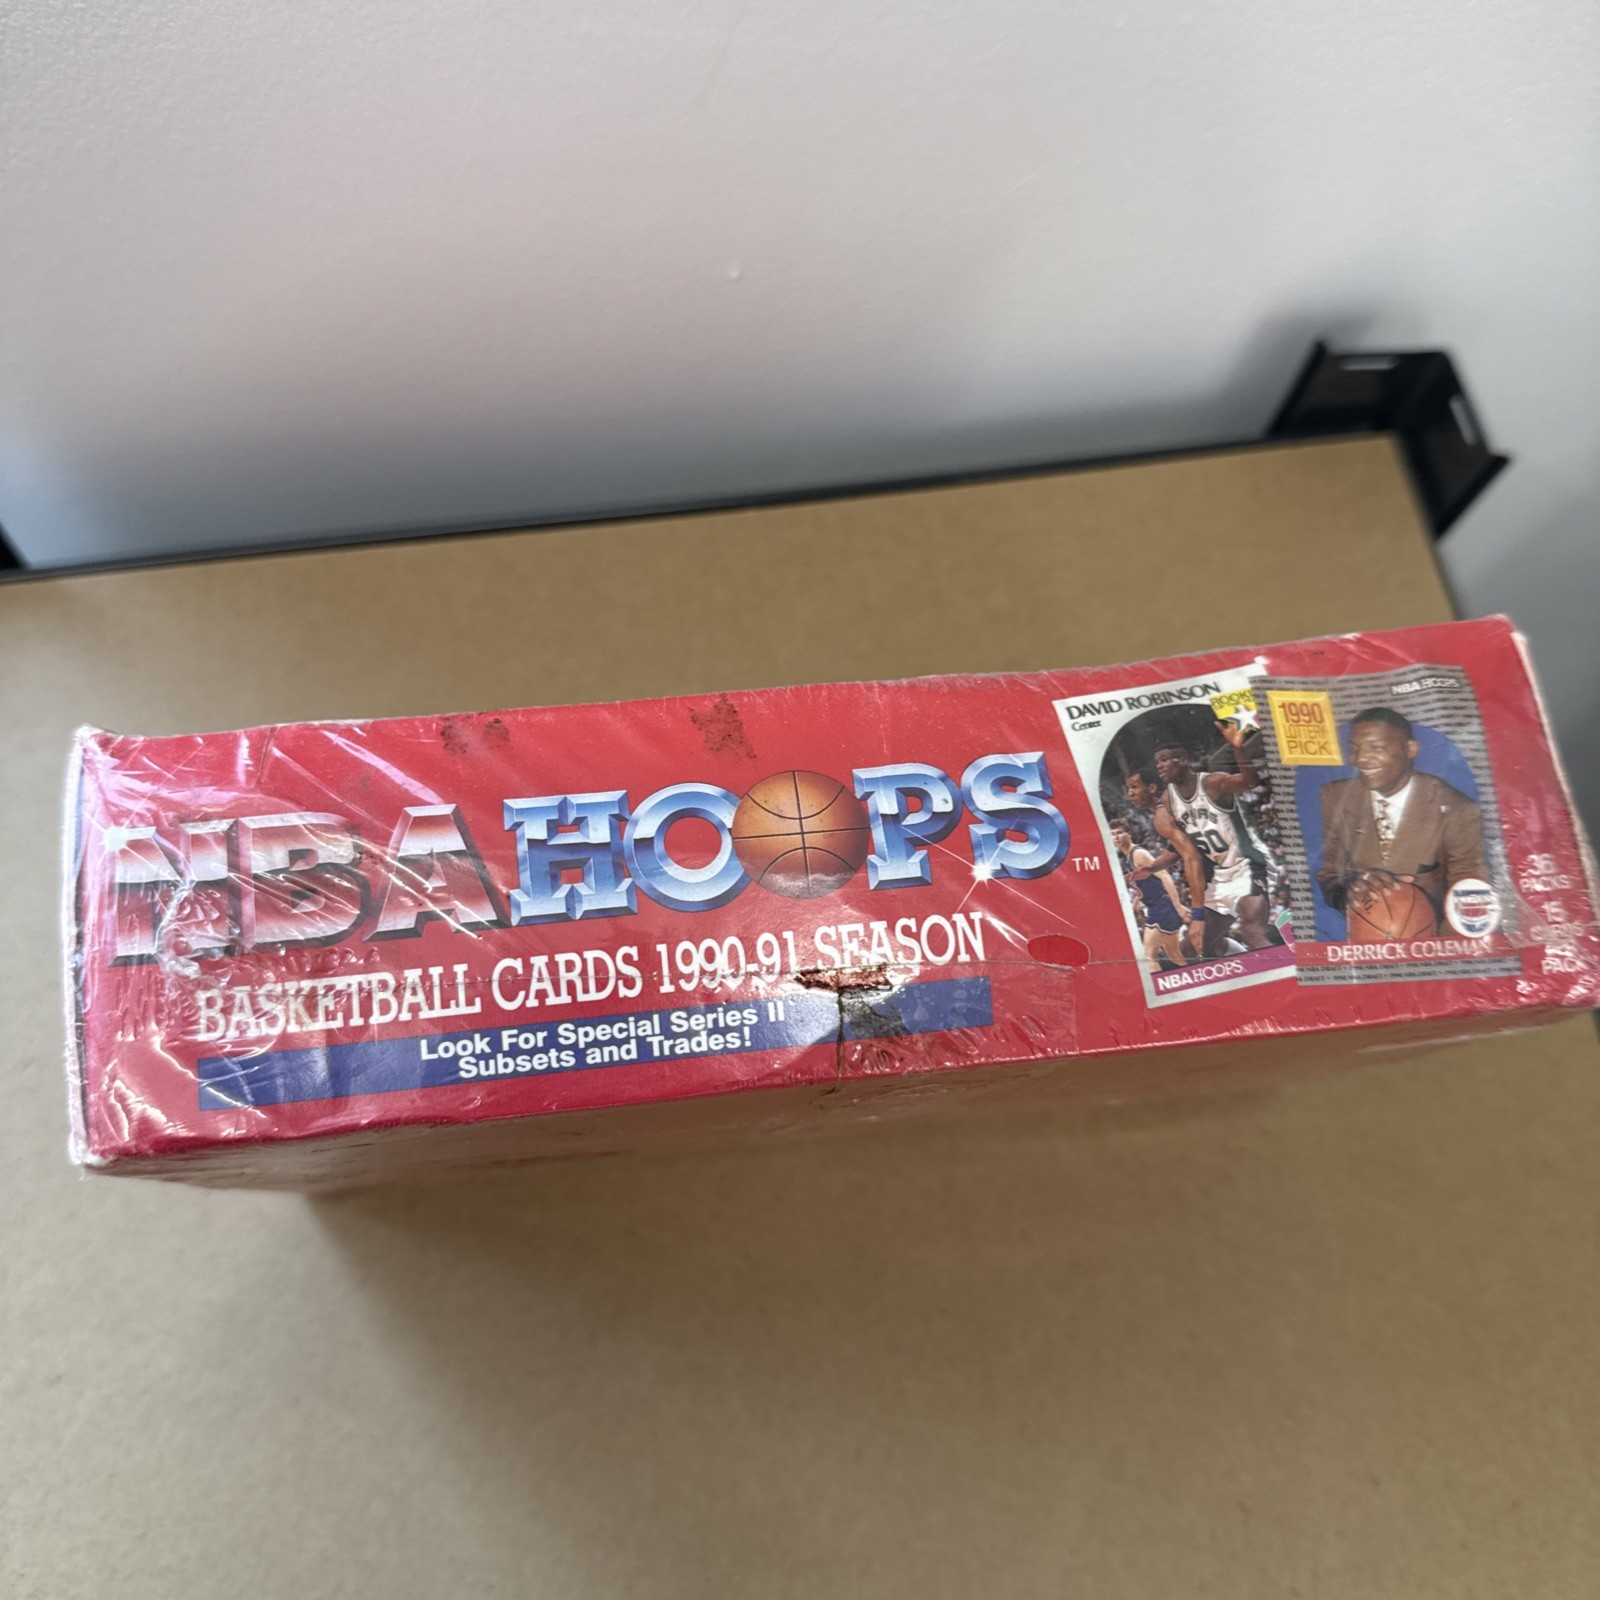 NBA HOOPS TM
BASKETBALL CARDS 1990-91 SEASON
Look For Special Series II
Subsets and Trades!
DAVID ROBINSON
Center
NBA HOOPS
50
NBA HOOPS
1990
LOTTERY
PICK
DERRICK COLEMAN
36
PACKS
15
CARDS
PER
PACK